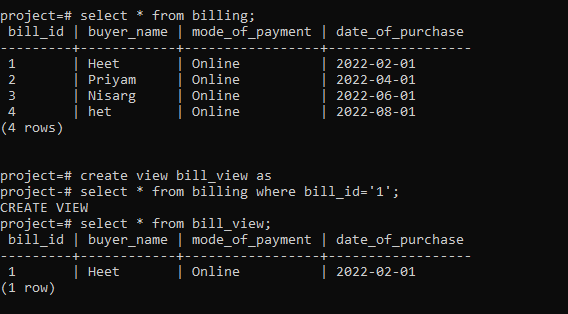 project=# select * from billing;
 bill_id | buyer_name | mode_of_payment | date_of_purchase
---------+------------+-----------------+------------------
 1       | Heet       | Online          | 2022-02-01
 2       | Priyam     | Online          | 2022-04-01
 3       | Nisarg     | Online          | 2022-06-01
 4       | het        | Online          | 2022-08-01
(4 rows)
project=# create view bill_view as
project-# select * from billing where bill_id='1';
CREATE VIEW
project=# select * from bill_view;
 bill_id | buyer_name | mode_of_payment | date_of_purchase
---------+------------+-----------------+------------------
 1       | Heet       | Online          | 2022-02-01
(1 row)